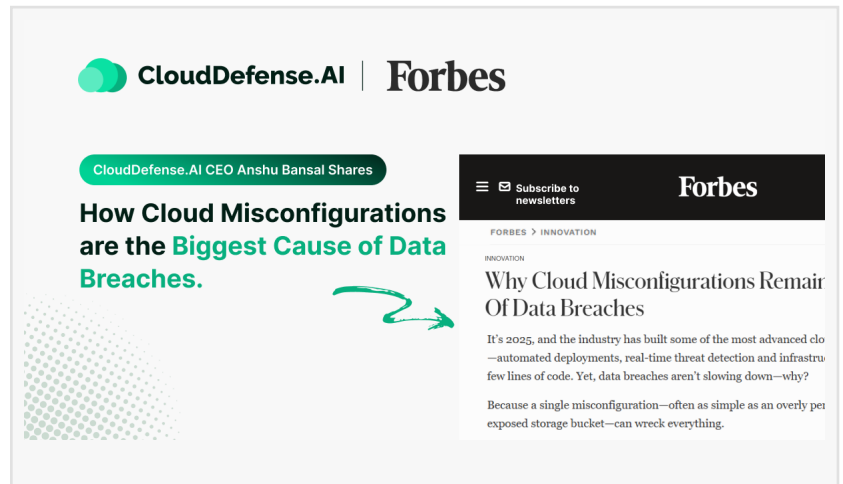 CloudDefense.AI
Forbes
CloudDefense.AI CEO Anshu Bansal Shares
How Cloud Misconfigurations
are the Biggest Cause of Data
Breaches.
Subscribe to
newsletters
Forbes
FORBES > INNOVATION
INNOVATION
Why Cloud Misconfigurations Remain
Of Data Breaches
It's 2025, and the industry has built some of the most advanced
—automated deployments, real-time threat detection and
few lines of code. Yet, data breaches aren't slowing down—why?
Because a single misconfiguration—often as simple as an overly
exposed storage bucket—can wreck everything.